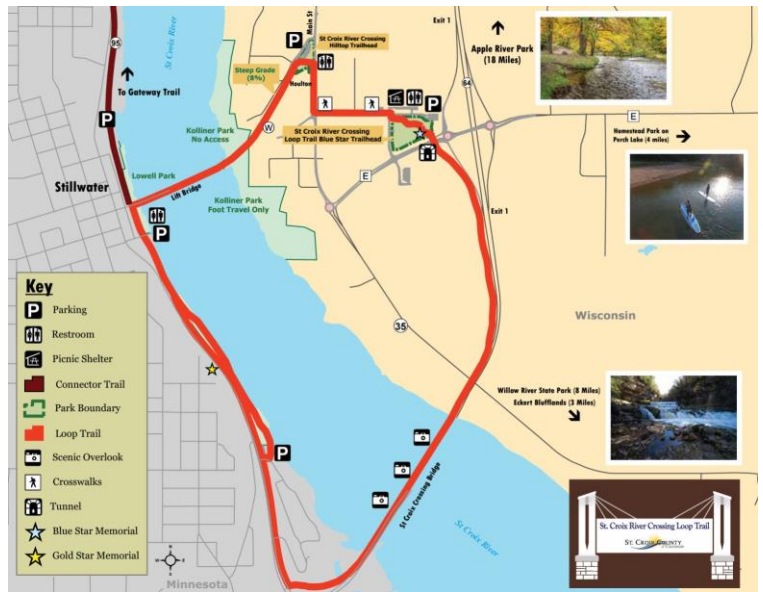 95
St Croix River
To Gateway Trail
P
P
Main St
St Croix River Crossing
Hilltop Trailhead
Steep Grade
(8%)
Houlton
Exit 1
64
Apple River Park
(18 Miles)
W
P
E
Kolliner Park
No Access
St Croix River Crossing
Loop Trail Blue Star Trailhead
Homestead Park on
Perch Lake (4 miles)
E
Lowell Park
Stillwater
Lift Bridge
Kolliner Park
Foot Travel Only
Exit 1
P
Key
P Parking
Restroom
Picnic Shelter
Connector Trail
Park Boundary
Loop Trail
Scenic Overlook
Crosswalks
Tunnel
Blue Star Memorial
Gold Star Memorial
Wisconsin
35
Willow River State Park (8 Miles)
Eckert Blufflands (3 Miles)
P
St Croix Crossing Bridge
St Croix River
St. Croix River Crossing Loop Trail
ST. CROIX COUNTY
N
W E
S
Minnesota